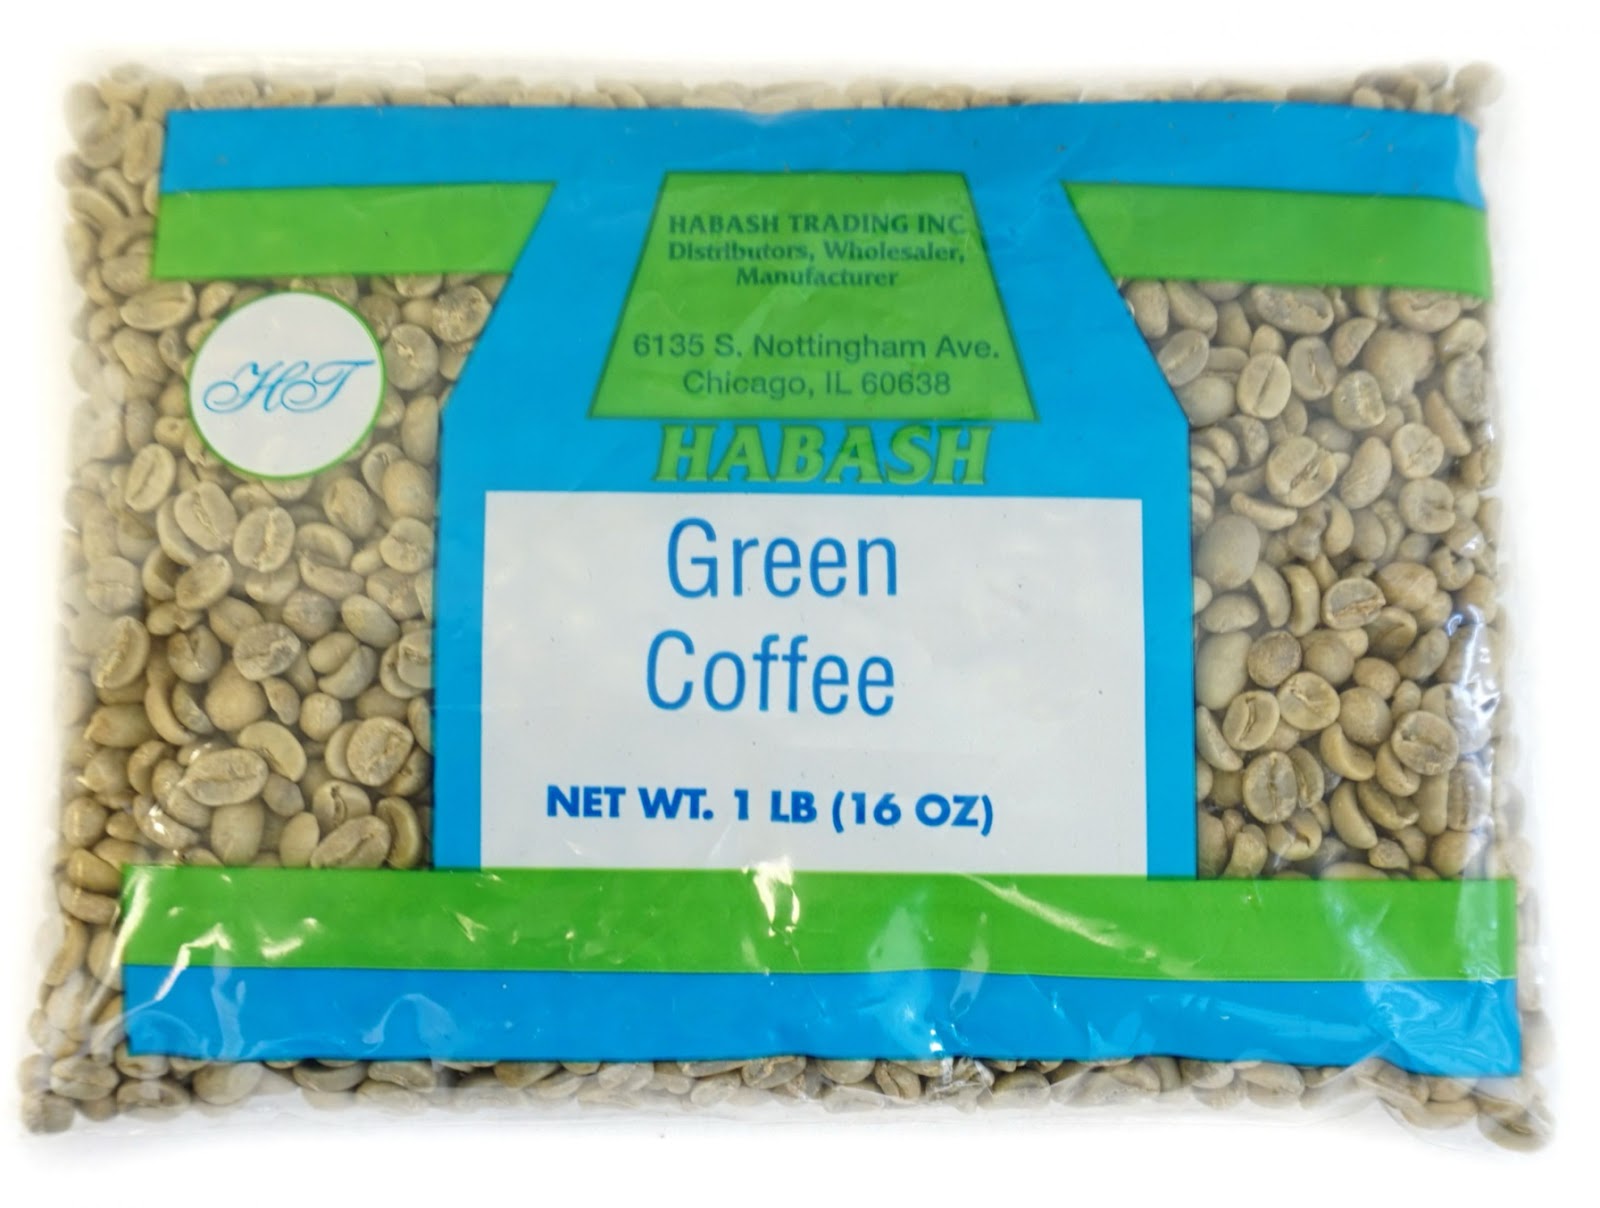 HABASH TRADING INC.
Distributors, Wholesaler,
Manufacturer
6135 S. Nottingham Ave.
Chicago, IL 60638
HT
HABASH
Green
Coffee
NET WT. 1 LB (16 OZ)